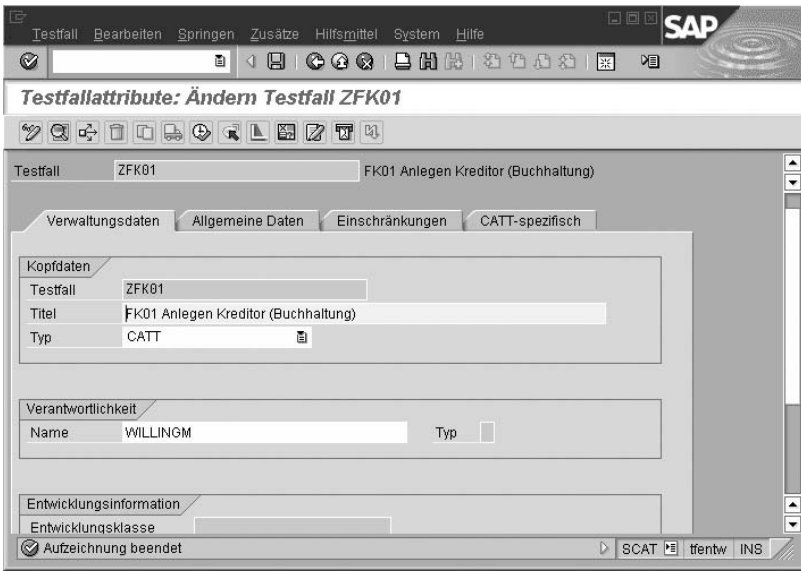 Testfall Bearbeiten Springen Zusätze Hilfsmittel System Hilfe
SAP
Testfallattribute: Ändern Testfall ZFK01
Testfall ZFK01 FK01 Anlegen Kreditor (Buchhaltung)
Verwaltungsdaten Allgemeine Daten Einschränkungen CATT-spezifisch
Kopfdaten
Testfall ZFK01
Titel FK01 Anlegen Kreditor (Buchhaltung)
Typ CATT
Verantwortlichkeit
Name WILLINGM Typ
Entwicklungsinformation
Entwicklungsklasse
Aufzeichnung beendet SCAT tfentw INS